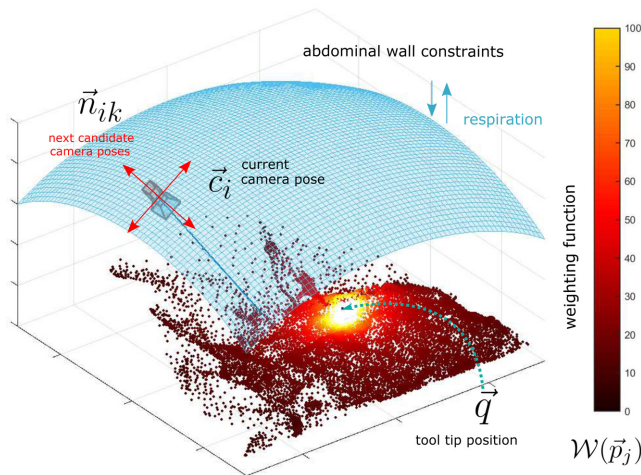 abdominal wall constraints
respiration
n⃗ik
next candidate
camera poses
c⃗i
current
camera pose
q⃗
tool tip position
weighting function
100
90
80
70
60
50
40
30
20
10
0
W(p⃗j)